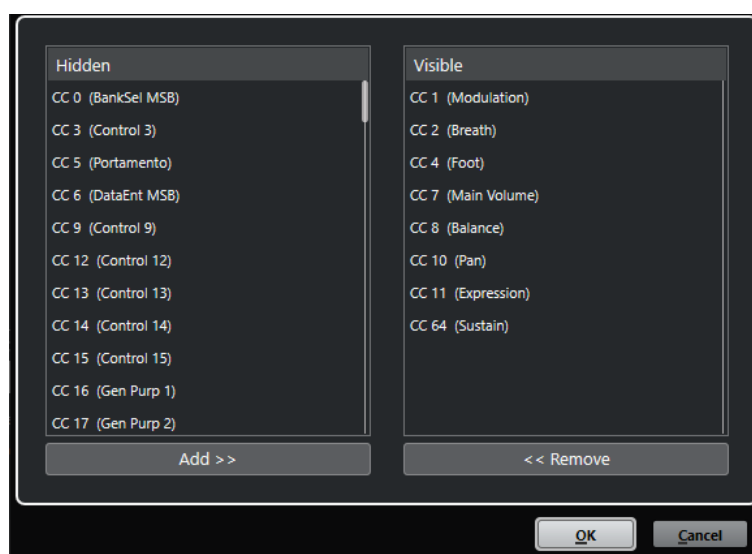 Hidden
CC 0 (BankSel MSB)
CC 3 (Control 3)
CC 5 (Portamento)
CC 6 (DataEnt MSB)
CC 9 (Control 9)
CC 12 (Control 12)
CC 13 (Control 13)
CC 14 (Control 14)
CC 15 (Control 15)
CC 16 (Gen Purp 1)
CC 17 (Gen Purp 2)
Add >>
Visible
CC 1 (Modulation)
CC 2 (Breath)
CC 4 (Foot)
CC 7 (Main Volume)
CC 8 (Balance)
CC 10 (Pan)
CC 11 (Expression)
CC 64 (Sustain)
<< Remove
OK
Cancel